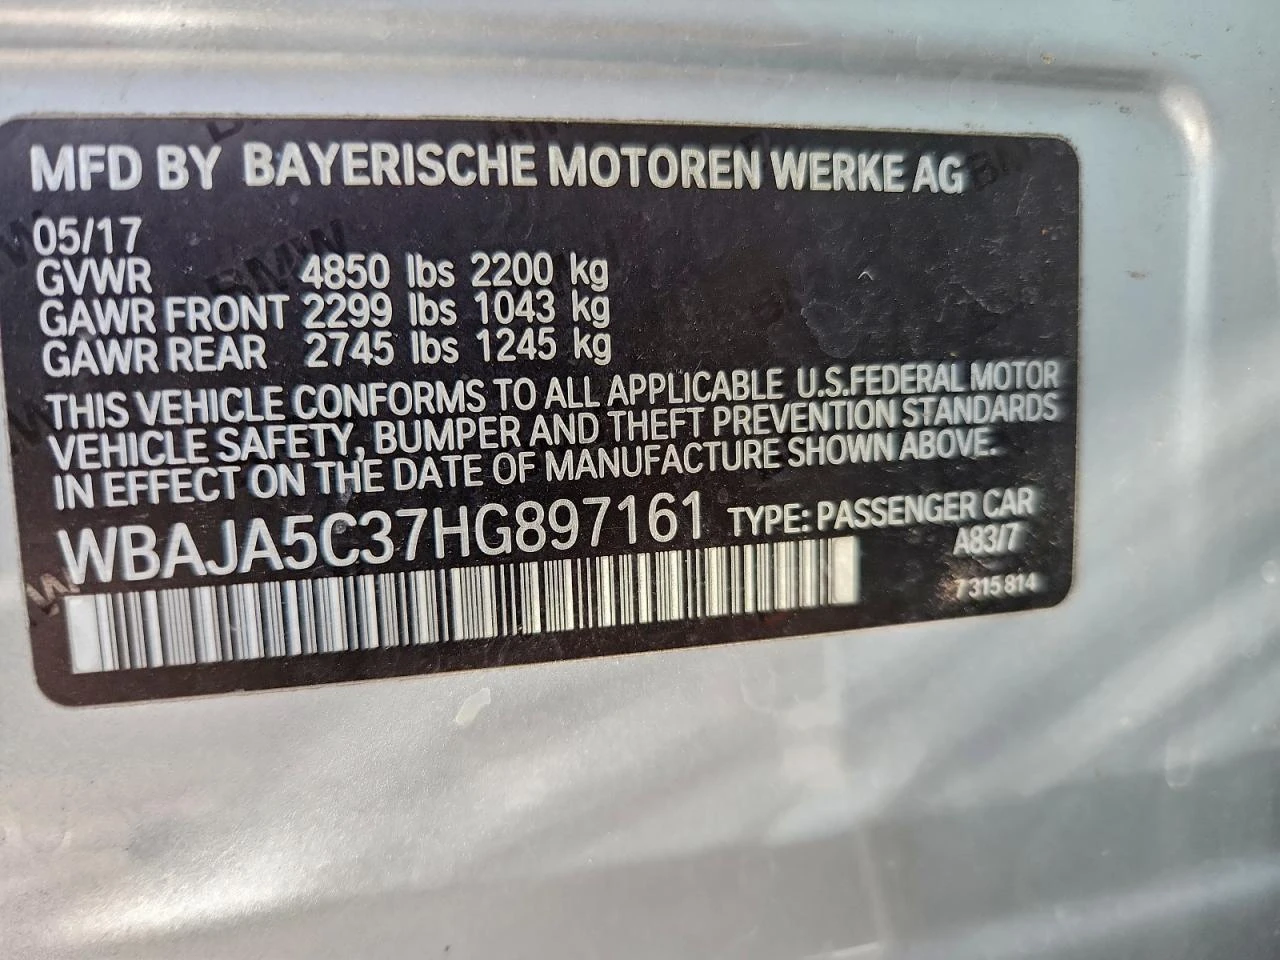 MFD BY BAYERISCHE MOTOREN WERKE AG
05/17
GVWR 4850 lbs 2200 kg
GAWR FRONT 2299 lbs 1043 kg
GAWR REAR 2745 lbs 1245 kg
THIS VEHICLE CONFORMS TO ALL APPLICABLE U.S.FEDERAL MOTOR
VEHICLE SAFETY, BUMPER AND THEFT PREVENTION STANDARDS
IN EFFECT ON THE DATE OF MANUFACTURE SHOWN ABOVE.
WBAJA5C37HG897161 TYPE: PASSENGER CAR
A83/7
7 315 814